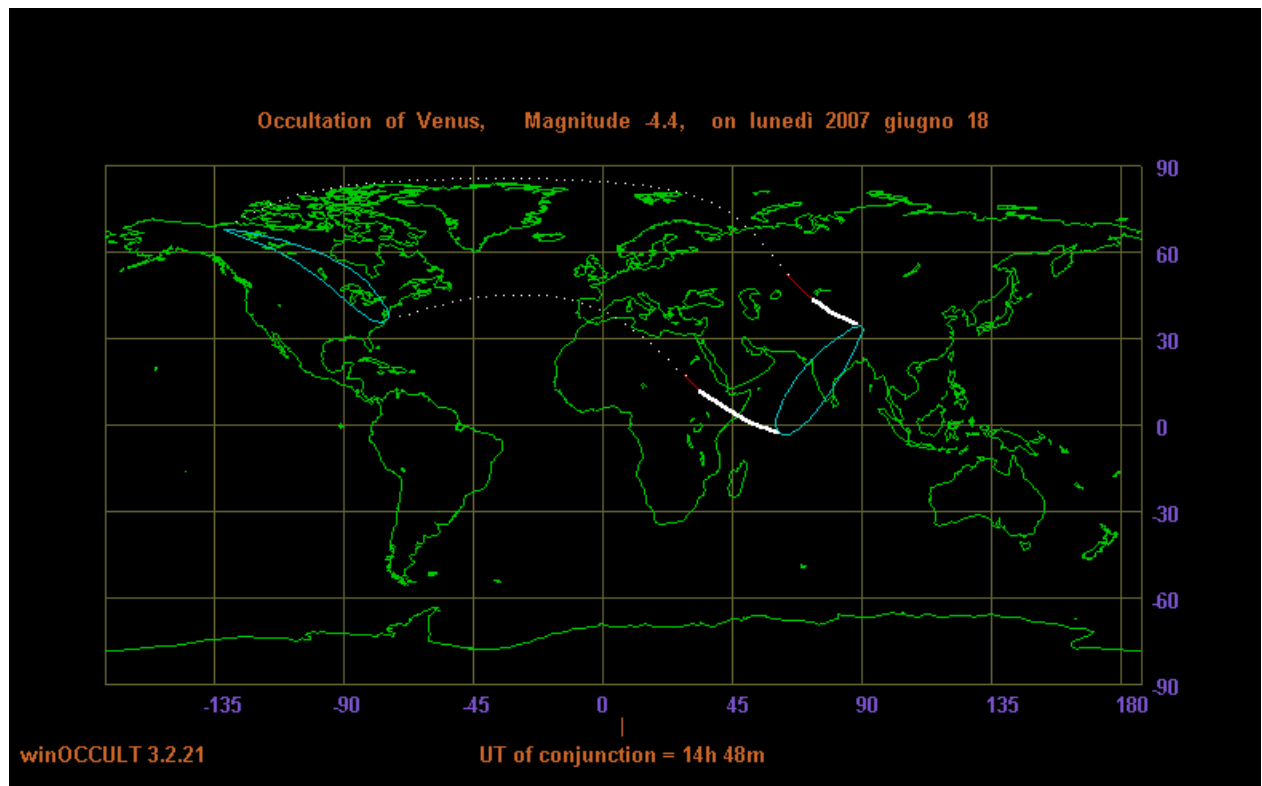 Occultation of Venus, Magnitude -4.4, on lunedì 2007 giugno 18
90
60
30
0
-30
-60
-90
-135 -90 -45 0 45 90 135 180
winOCCULT 3.2.21 UT of conjunction = 14h 48m